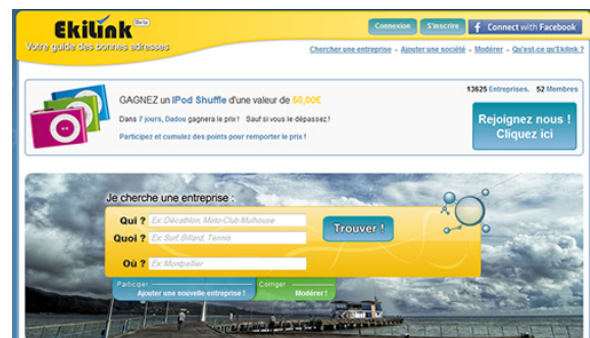 Ekilink Beta
Connexion
S'inscrire
f Connect with Facebook
Votre guide des bonnes adresses
Chercher une entreprise - Ajouter une société - Modérer - Qu'est-ce qu'Ekilink ?
13625 Entreprises. 52 Membres
GAGNEZ un IPod Shuffle d'une valeur de 50,00€
Dans 7 jours, Dadou gagnera le prix ! Sauf si vous le dépassez !
Participez et cumulez des points pour remporter le prix !
Rejoignez nous !
Cliquez ici
Je cherche une entreprise :
Qui ? Ex: Décathlon, Moto-Club Mulhouse
Trouver !
Quoi ? Ex: Surf, Billard, Tennis
Où ? Ex: Montpellier
Participer
Ajouter une nouvelle entreprise !
Corriger
Modérer !